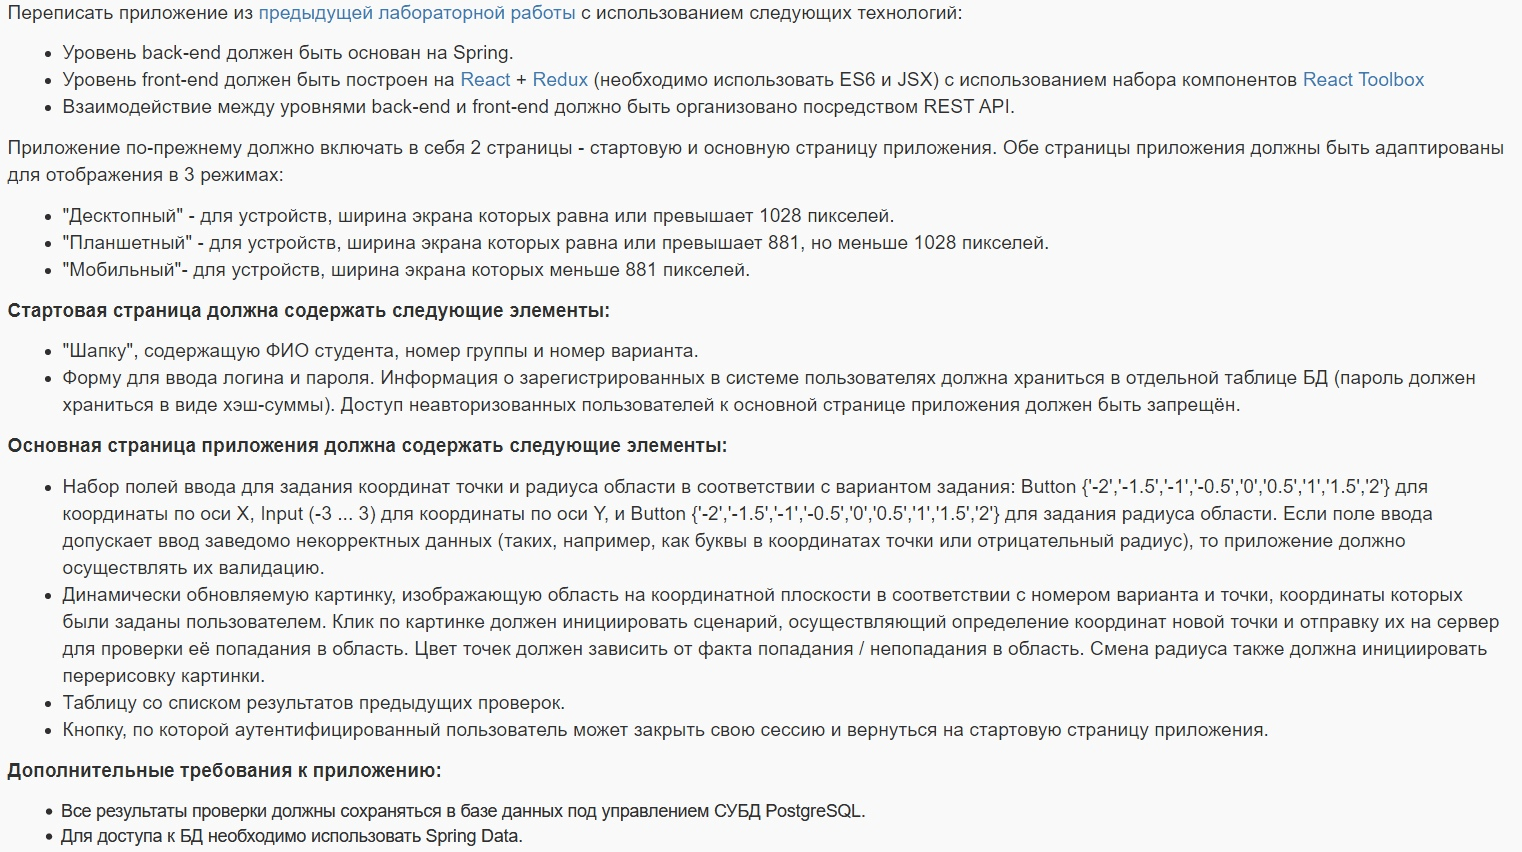 Переписать приложение из предыдущей лабораторной работы с использованием следующих технологий:
Уровень back-end должен быть основан на Spring.
Уровень front-end должен быть построен на React + Redux (необходимо использовать ES6 и JSX) с использованием набора компонентов React Toolbox
Взаимодействие между уровнями back-end и front-end должно быть организовано посредством REST API.
Приложение по-прежнему должно включать в себя 2 страницы - стартовую и основную страницу приложения. Обе страницы приложения должны быть адаптированы
для отображения в 3 режимах:
"Десктопный" - для устройств, ширина экрана которых равна или превышает 1028 пикселей.
"Планшетный" - для устройств, ширина экрана которых равна или превышает 881, но меньше 1028 пикселей.
"Мобильный"- для устройств, ширина экрана которых меньше 881 пикселей.
Стартовая страница должна содержать следующие элементы:
"Шапку", содержащую ФИО студента, номер группы и номер варианта.
Форму для ввода логина и пароля. Информация о зарегистрированных в системе пользователях должна храниться в отдельной таблице БД (пароль должен
храниться в виде хэш-суммы). Доступ неавторизованных пользователей к основной странице приложения должен быть запрещён.
Основная страница приложения должна содержать следующие элементы:
Набор полей ввода для задания координат точки и радиуса области в соответствии с вариантом задания: Button {'-2','-1.5','-1','-0.5','0','0.5','1','1.5','2'} для
координаты по оси X, Input (-3 ... 3) для координаты по оси Y, и Button {'-2','-1.5','-1','-0.5','0','0.5','1','1.5','2'} для задания радиуса области. Если поле ввода
допускает ввод заведомо некорректных данных (таких, например, как буквы в координатах точки или отрицательный радиус), то приложение должно
осуществлять их валидацию.
Динамически обновляемую картинку, изображающую область на координатной плоскости в соответствии с номером варианта и точки, координаты которых
были заданы пользователем. Клик по картинке должен инициировать сценарий, осуществляющий определение координат новой точки и отправку их на сервер
для проверки её попадания в область. Цвет точек должен зависить от факта попадания / непопадания в область. Смена радиуса также должна инициировать
перерисовку картинки.
Таблицу со списком результатов предыдущих проверок.
Кнопку, по которой аутентифицированный пользователь может закрыть свою сессию и вернуться на стартовую страницу приложения.
Дополнительные требования к приложению:
Все результаты проверки должны сохраняться в базе данных под управлением СУБД PostgreSQL.
Для доступа к БД необходимо использовать Spring Data.